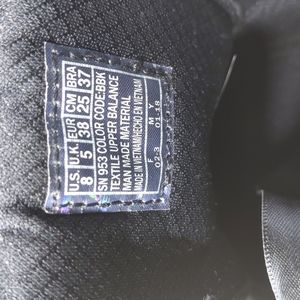 U.S. U.K. EUR CM BRA
8 5 38 25 37
SN 953 COLOR CODE:BBK
TEXTILE UPPER BALANCE
MAN MADE MATERIAL
MADE IN VIETNAM/HECHO EN VIETNAM
F M Y
02-3 01-18